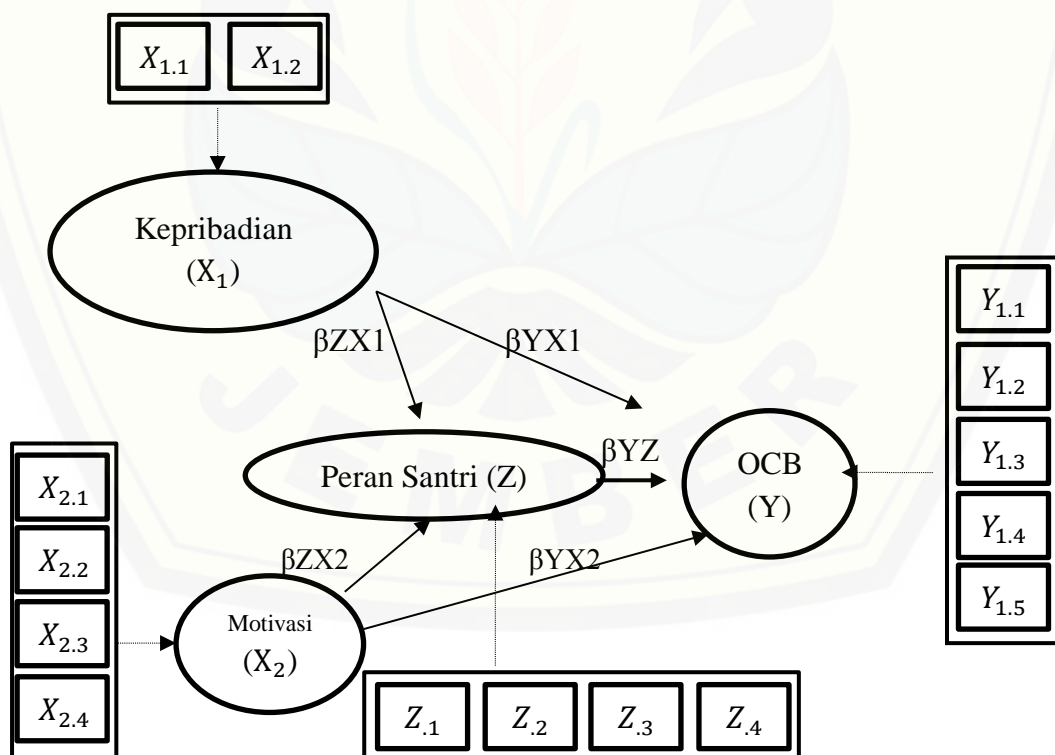 X₁.₁ X₁.₂
Kepribadian
(X₁)
βZX1
βYX1
Y₁.₁
Y₁.₂
Y₁.₃
Y₁.₄
Y₁.₅
βYZ
OCB
(Y)
Peran Santri (Z)
X₂.₁
X₂.₂
X₂.₃
X₂.₄
βZX2
βYX2
Motivasi
(X₂)
Z.₁ Z.₂ Z.₃ Z.₄
JEMBER